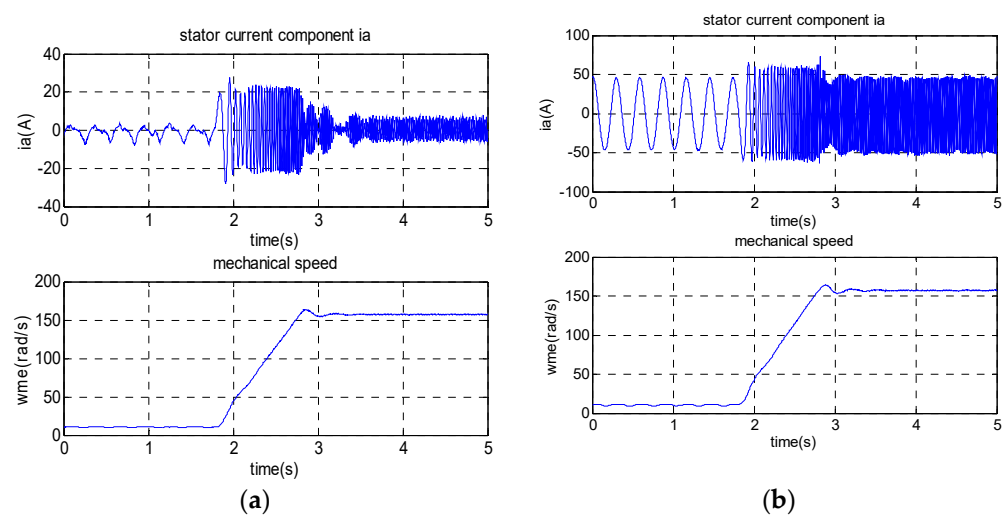 stator current component ia
ia(A)
40
20
0
-20
-40
0 1 2 3 4 5
time(s)
mechanical speed
wme(rad/s)
200
150
100
50
0
0 1 2 3 4 5
time(s)
(a)
stator current component ia
ia(A)
100
50
0
-50
-100
0 1 2 3 4 5
time(s)
mechanical speed
wme(rad/s)
200
150
100
50
0
0 1 2 3 4 5
time(s)
(b)